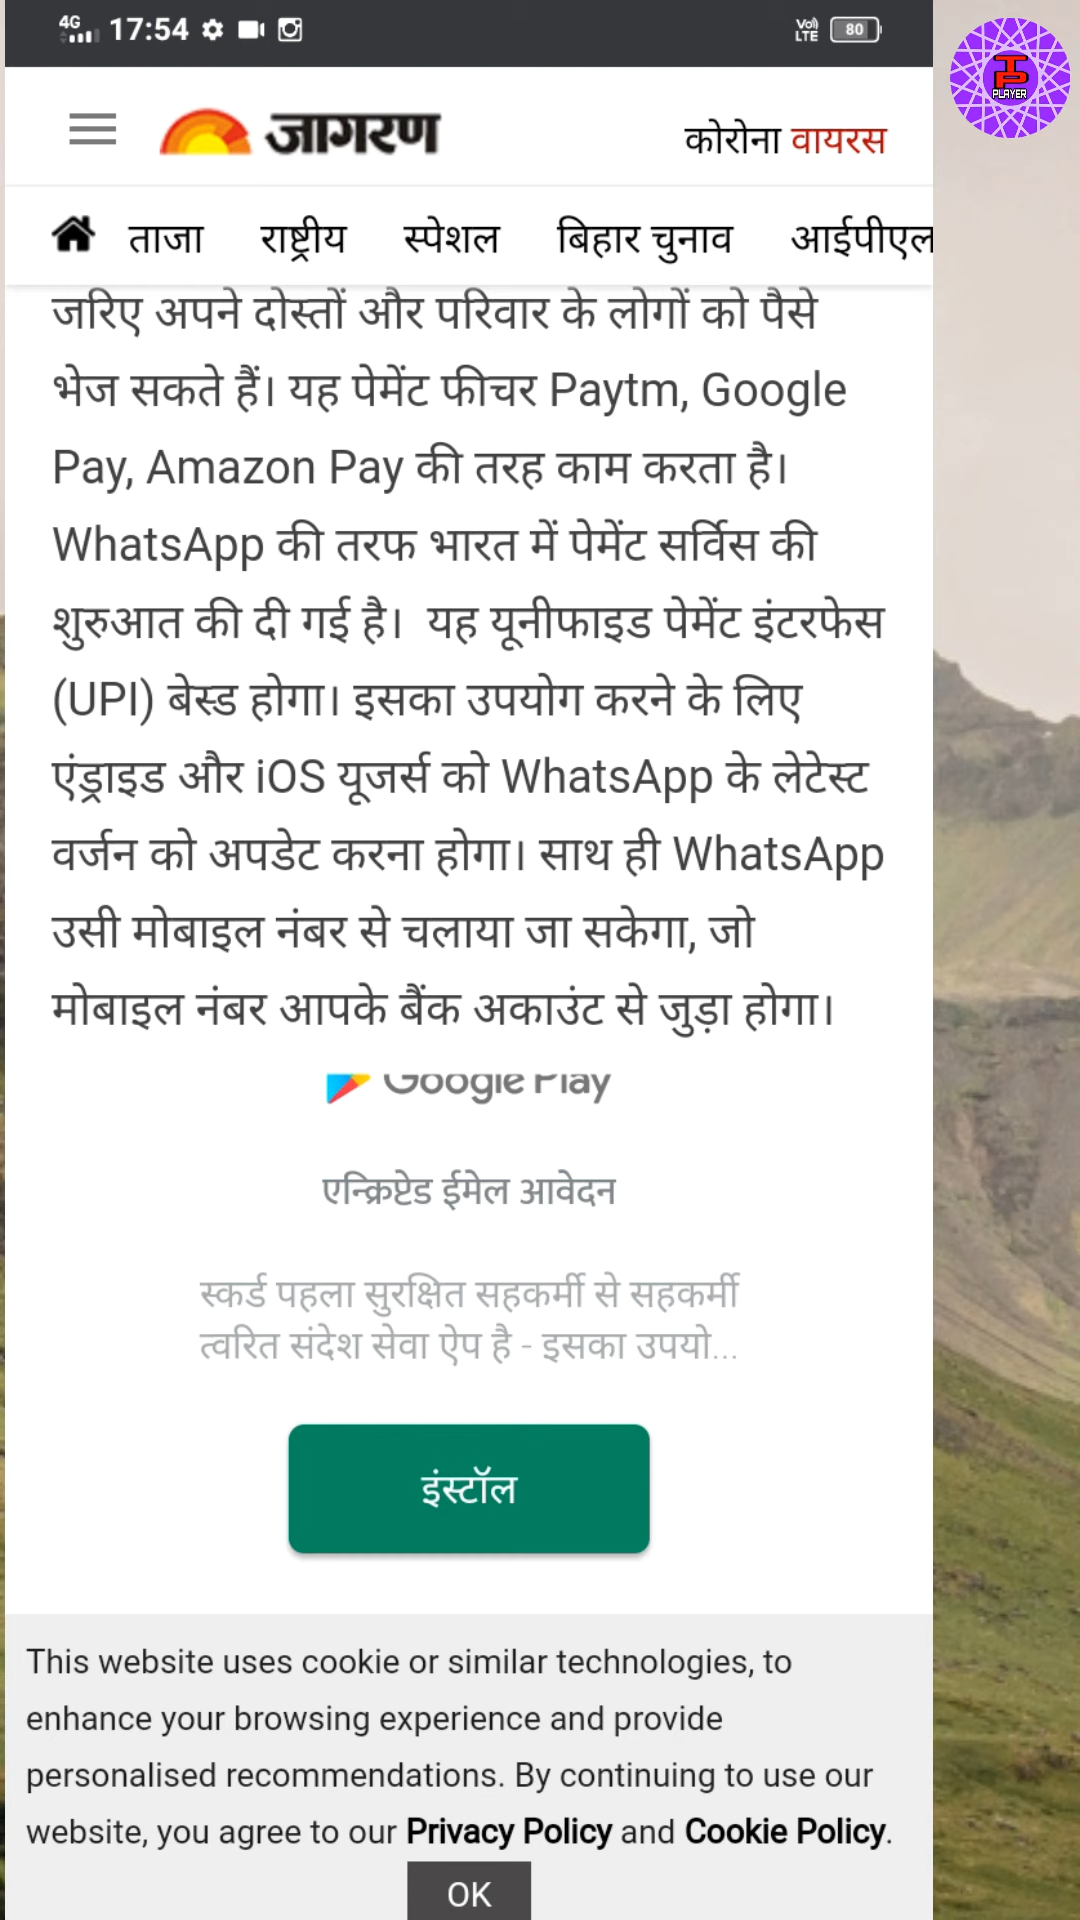 4G 17:54 Vo) LTE 80
TP PLAYER
जागरण कोरोना वायरस
ताजा राष्ट्रीय स्पेशल बिहार चुनाव आईपीएल
जरिए अपने दोस्तों और परिवार के लोगों को पैसे
भेज सकते हैं। यह पेमेंट फीचर Paytm, Google
Pay, Amazon Pay की तरह काम करता है।
WhatsApp की तरफ भारत में पेमेंट सर्विस की
शुरुआत की दी गई है। यह यूनीफाइड पेमेंट इंटरफेस
(UPI) बेस्ड होगा। इसका उपयोग करने के लिए
एंड्राइड और iOS यूजर्स को WhatsApp के लेटेस्ट
वर्जन को अपडेट करना होगा। साथ ही WhatsApp
उसी मोबाइल नंबर से चलाया जा सकेगा, जो
मोबाइल नंबर आपके बैंक अकाउंट से जुड़ा होगा।
Google Play
एन्क्रिप्टेड ईमेल आवेदन
स्कर्ड पहला सुरक्षित सहकर्मी से सहकर्मी
त्वरित संदेश सेवा ऐप है - इसका उपयो...
इंस्टॉल
This website uses cookie or similar technologies, to
enhance your browsing experience and provide
personalised recommendations. By continuing to use our
website, you agree to our Privacy Policy and Cookie Policy.
OK